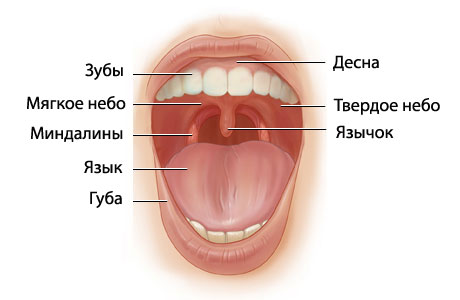 Зубы
Мягкое небо
Миндалины
Язык
Губа
Десна
Твердое небо
Язычок